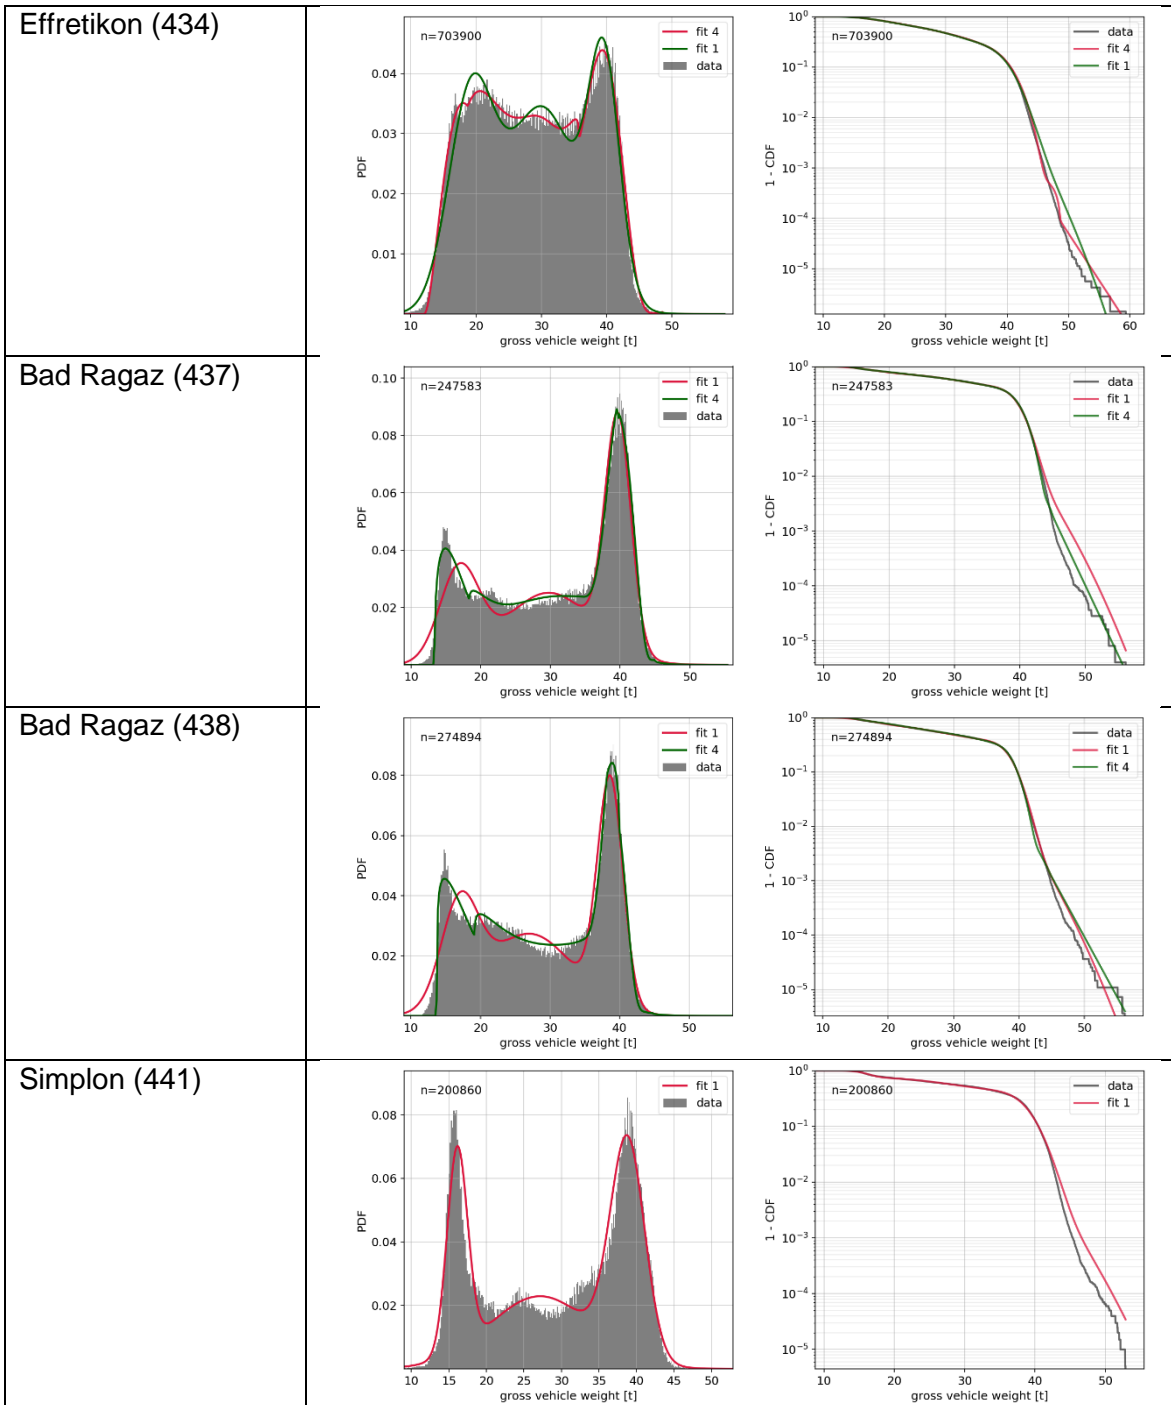 Effretikon (434)
n=703900
fit 4
fit 1
data
0.04
0.03
0.02
0.01
PDF
10 20 30 40 50
gross vehicle weight [t]
n=703900
data
fit 4
fit 1
10⁰
10⁻¹
10⁻²
10⁻³
10⁻⁴
10⁻⁵
1 - CDF
10 20 30 40 50 60
gross vehicle weight [t]
Bad Ragaz (437)
n=247583
fit 1
fit 4
data
0.10
0.08
0.06
0.04
0.02
PDF
10 20 30 40 50
gross vehicle weight [t]
n=247583
data
fit 1
fit 4
10⁰
10⁻¹
10⁻²
10⁻³
10⁻⁴
10⁻⁵
1 - CDF
10 20 30 40 50
gross vehicle weight [t]
Bad Ragaz (438)
n=274894
fit 1
fit 4
data
0.08
0.06
0.04
0.02
PDF
10 20 30 40 50
gross vehicle weight [t]
n=274894
data
fit 1
fit 4
10⁰
10⁻¹
10⁻²
10⁻³
10⁻⁴
10⁻⁵
1 - CDF
10 20 30 40 50
gross vehicle weight [t]
Simplon (441)
n=200860
fit 1
data
0.08
0.06
0.04
0.02
PDF
10 15 20 25 30 35 40 45 50
gross vehicle weight [t]
n=200860
data
fit 1
10⁰
10⁻¹
10⁻²
10⁻³
10⁻⁴
10⁻⁵
1 - CDF
10 20 30 40 50
gross vehicle weight [t]